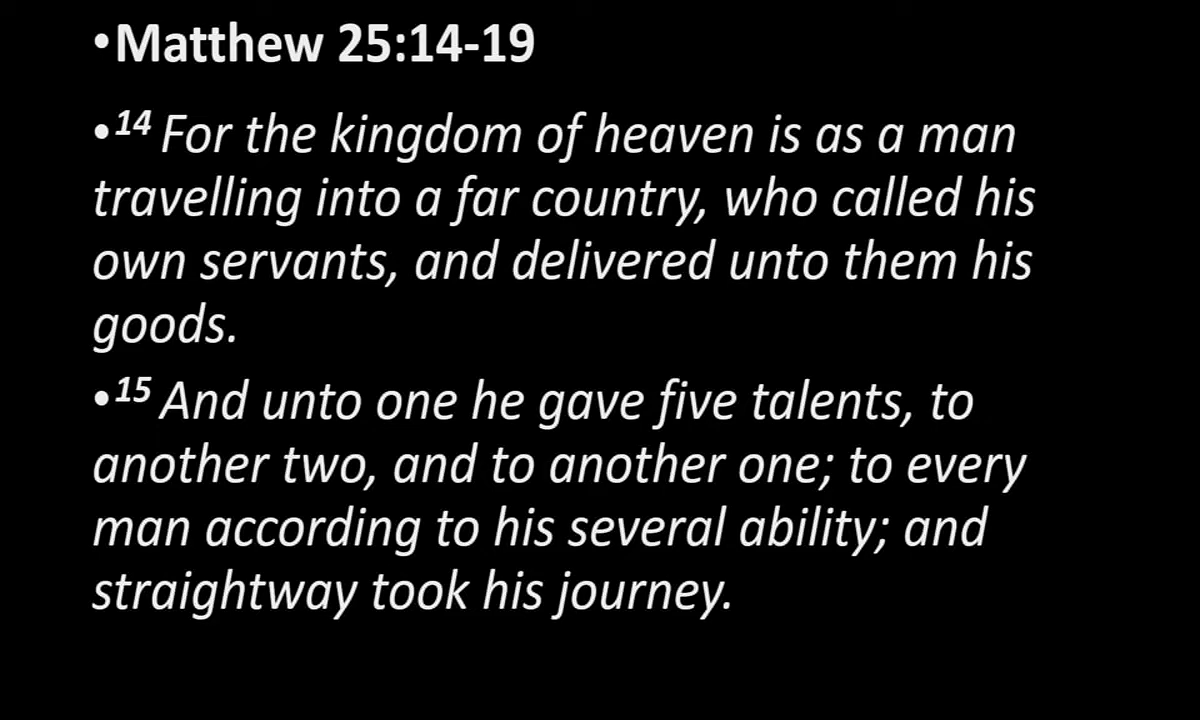 •Matthew 25:14-19
•14 For the kingdom of heaven is as a man
travelling into a far country, who called his
own servants, and delivered unto them his
goods.
•15 And unto one he gave five talents, to
another two, and to another one; to every
man according to his several ability; and
straightway took his journey.